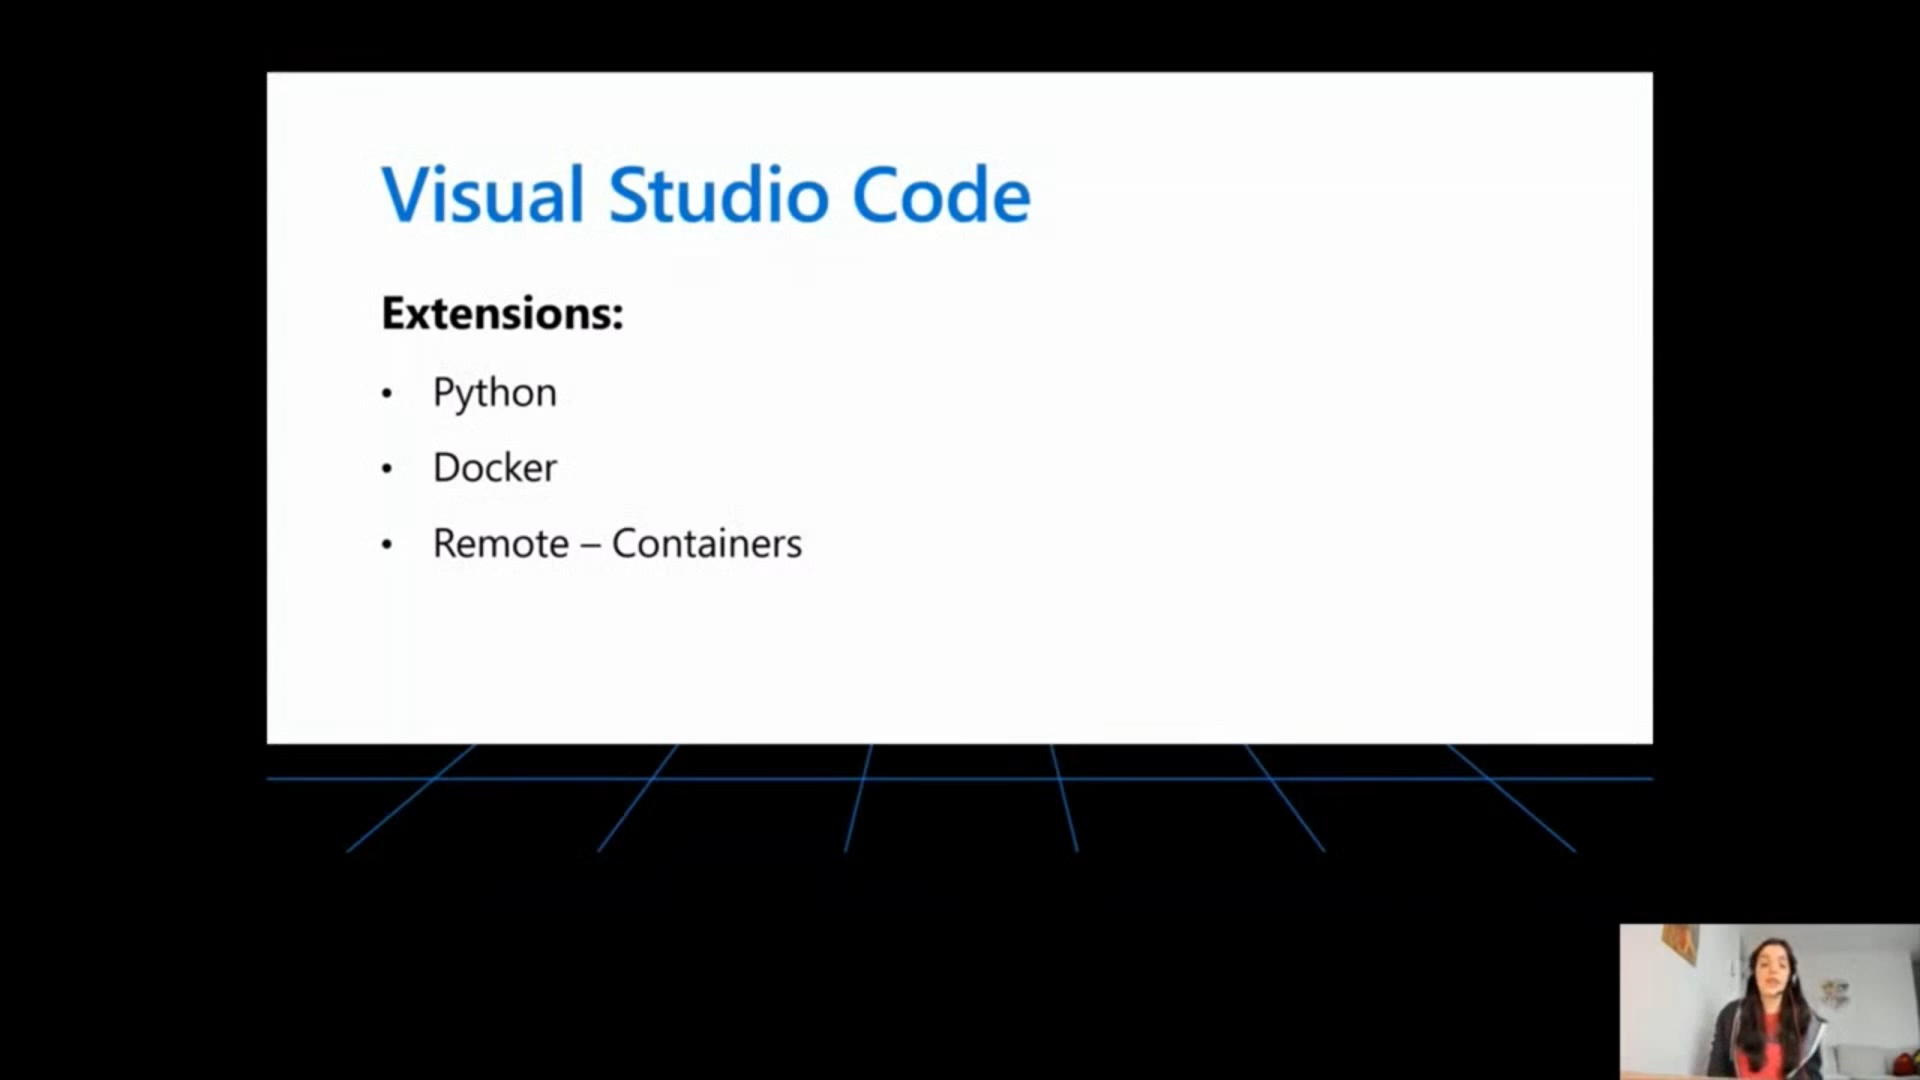 Visual Studio Code
Extensions:
• Python
• Docker
• Remote – Containers